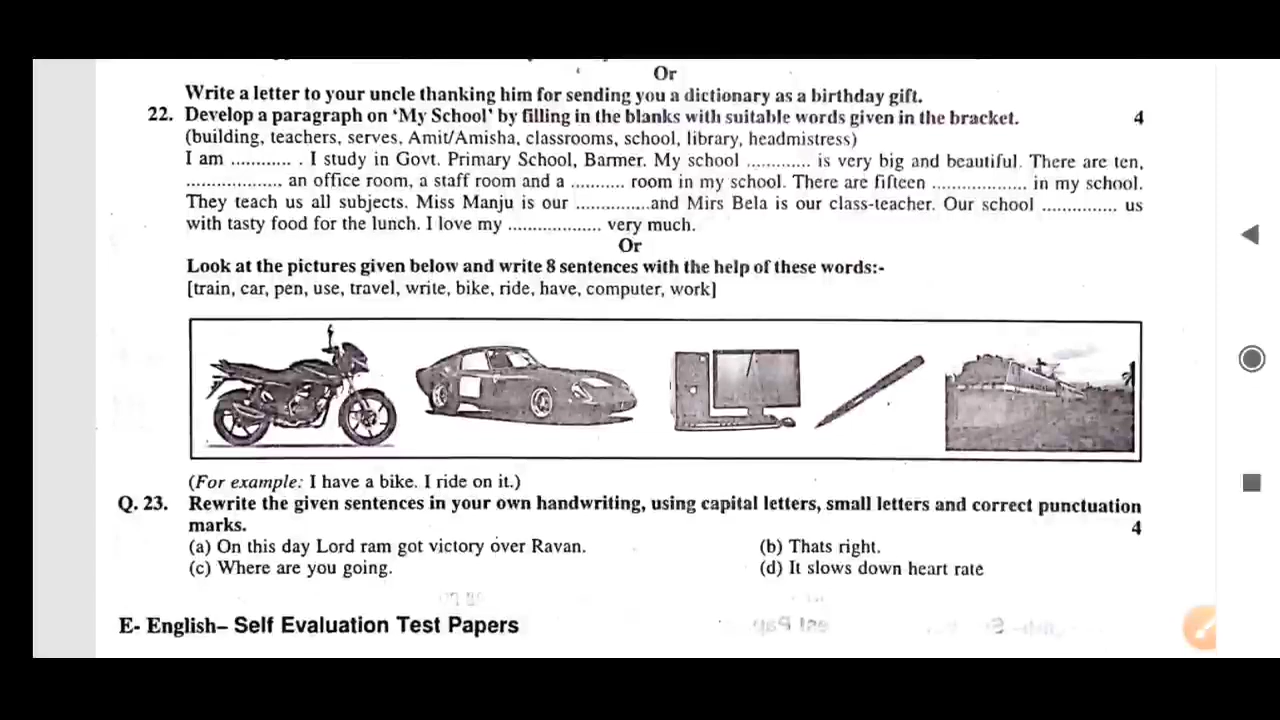 Or
Write a letter to your uncle thanking him for sending you a dictionary as a birthday gift.
22. Develop a paragraph on ‘My School’ by filling in the blanks with suitable words given in the bracket. 4
(building, teachers, serves, Amit/Amisha, classrooms, school, library, headmistress)
I am ............ . I study in Govt. Primary School, Barmer. My school ............ is very big and beautiful. There are ten,
.................. an office room, a staff room and a .......... room in my school. There are fifteen .................. in my school.
They teach us all subjects. Miss Manju is our ..............and Mirs Bela is our class-teacher. Our school .............. us
with tasty food for the lunch. I love my .................. very much.
Or
Look at the pictures given below and write 8 sentences with the help of these words:-
[train, car, pen, use, travel, write, bike, ride, have, computer, work]
(For example: I have a bike. I ride on it.)
Q. 23. Rewrite the given sentences in your own handwriting, using capital letters, small letters and correct punctuation
marks. 4
(a) On this day Lord ram got victory over Ravan. (b) Thats right.
(c) Where are you going. (d) It slows down heart rate
E- English– Self Evaluation Test Papers